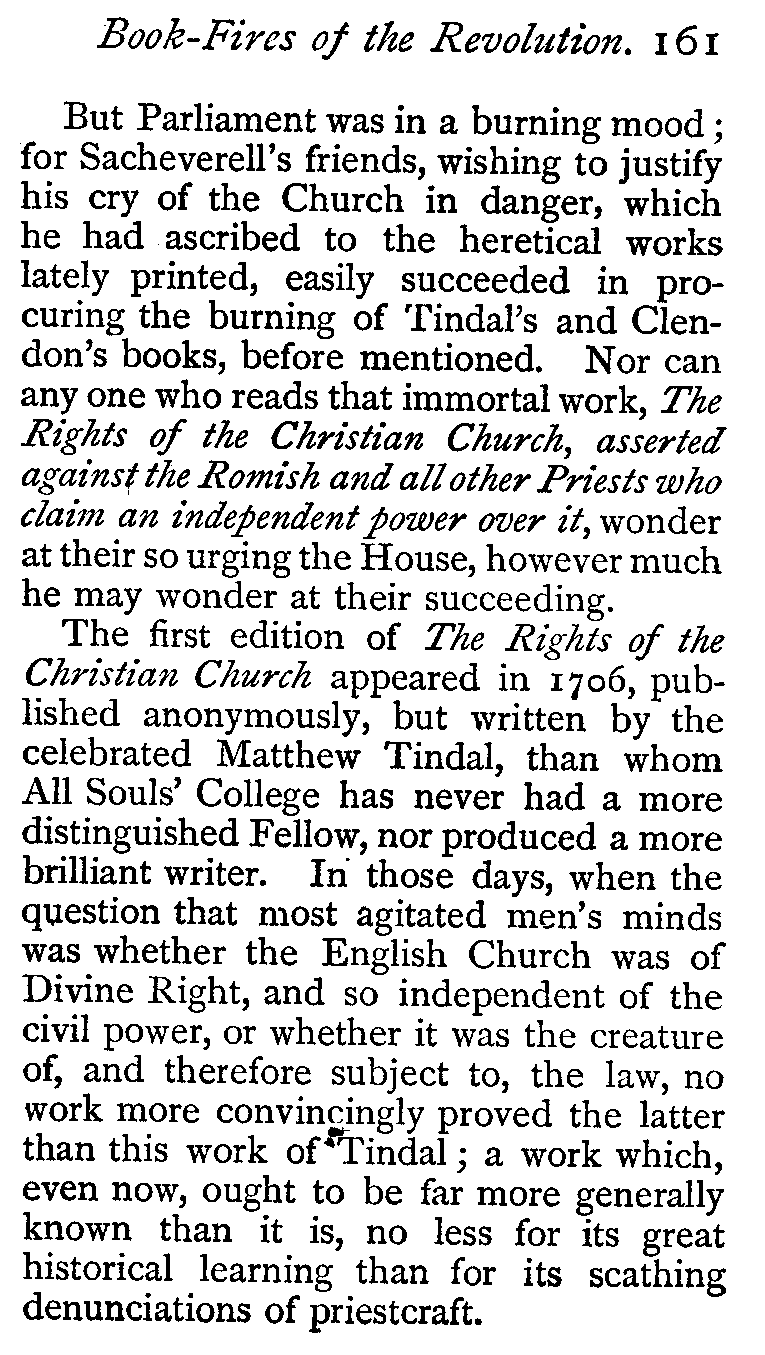 Book-Fires of the Revolution. 161
But Parliament was in a burning mood ;
for Sacheverell's friends, wishing to justify
his cry of the Church in danger, which
he had ascribed to the heretical works
lately printed, easily succeeded in pro-
curing the burning of Tindal's and Clen-
don's books, before mentioned. Nor can
any one who reads that immortal work, The
Rights of the Christian Church, asserted
against the Romish and all other Priests who
claim an independent power over it, wonder
at their so urging the House, however much
he may wonder at their succeeding.
The first edition of The Rights of the
Christian Church appeared in 1706, pub-
lished anonymously, but written by the
celebrated Matthew Tindal, than whom
All Souls' College has never had a more
distinguished Fellow, nor produced a more
brilliant writer. In those days, when the
question that most agitated men's minds
was whether the English Church was of
Divine Right, and so independent of the
civil power, or whether it was the creature
of, and therefore subject to, the law, no
work more convincingly proved the latter
than this work of Tindal ; a work which,
even now, ought to be far more generally
known than it is, no less for its great
historical learning than for its scathing
denunciations of priestcraft.